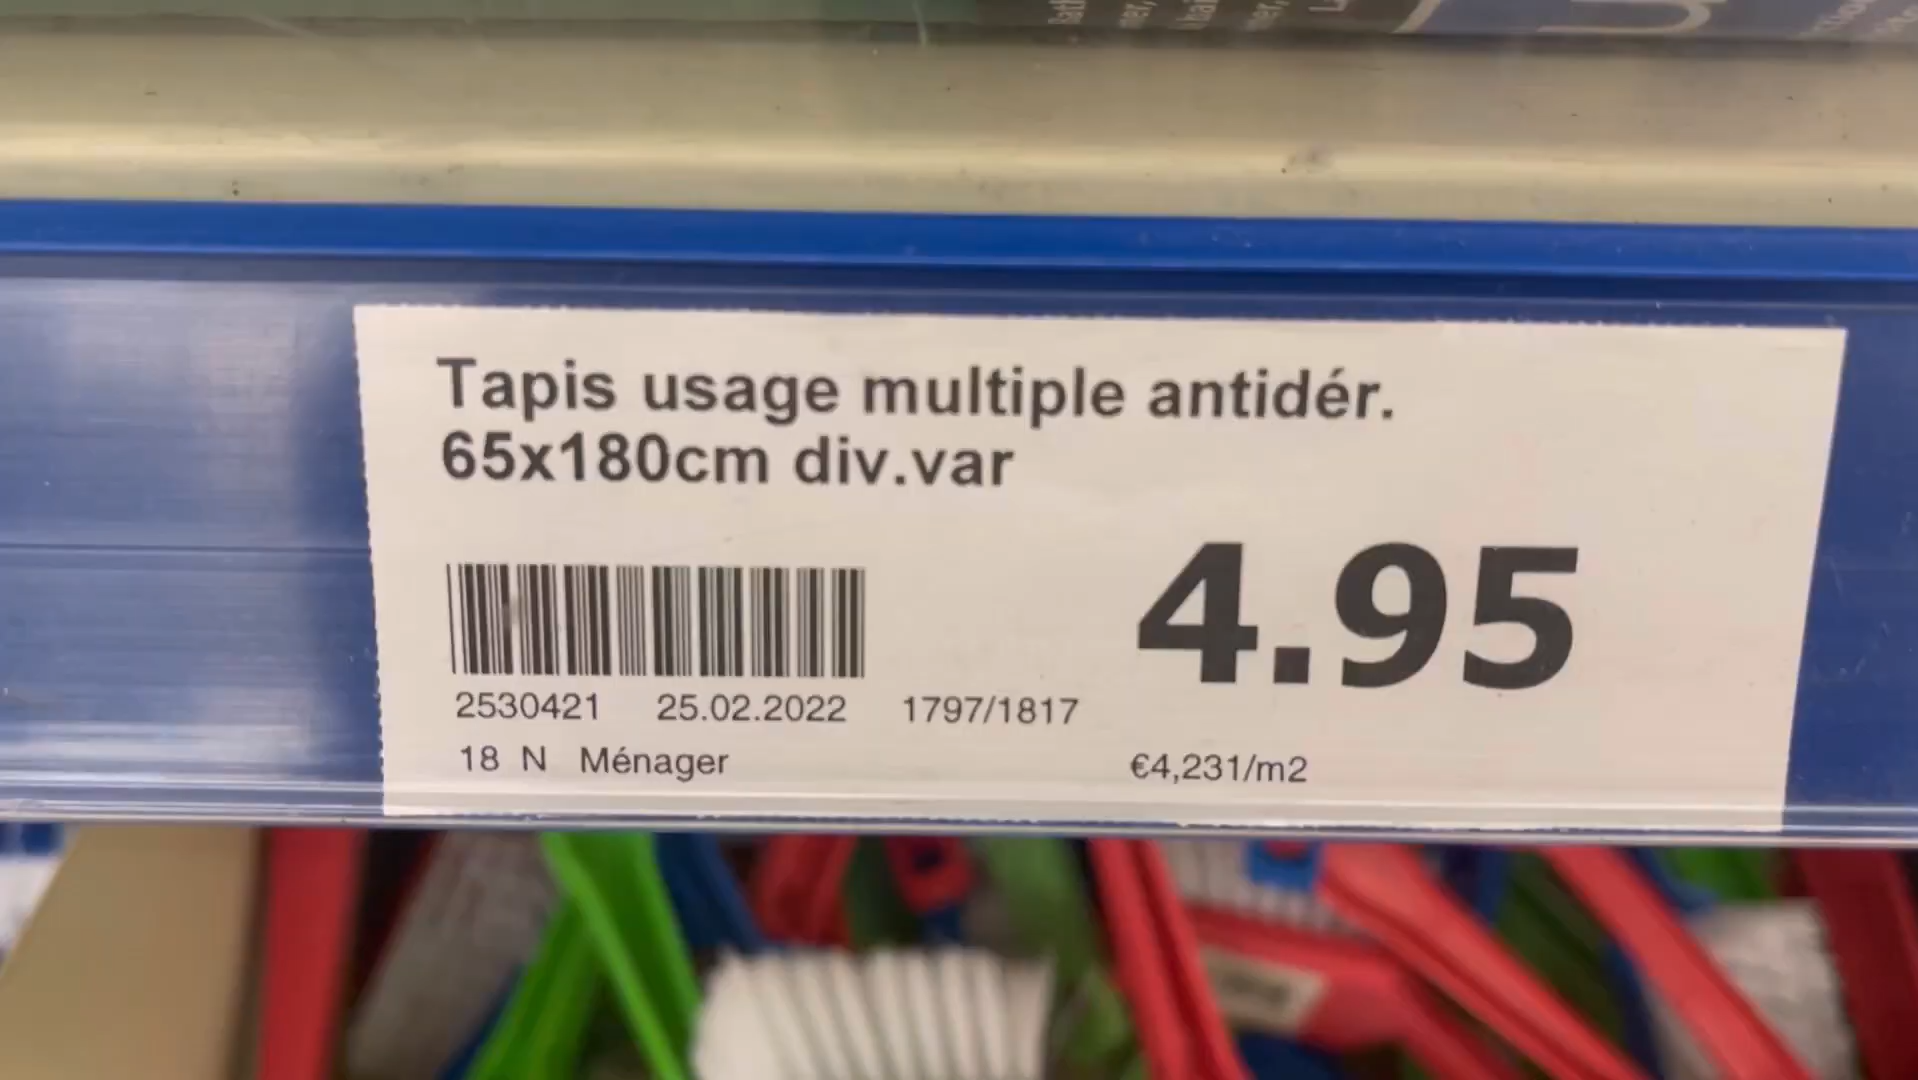 Tapis usage multiple antidér.
65x180cm div.var
4.95
2530421 25.02.2022 1797/1817
18 N Ménager €4,231/m2